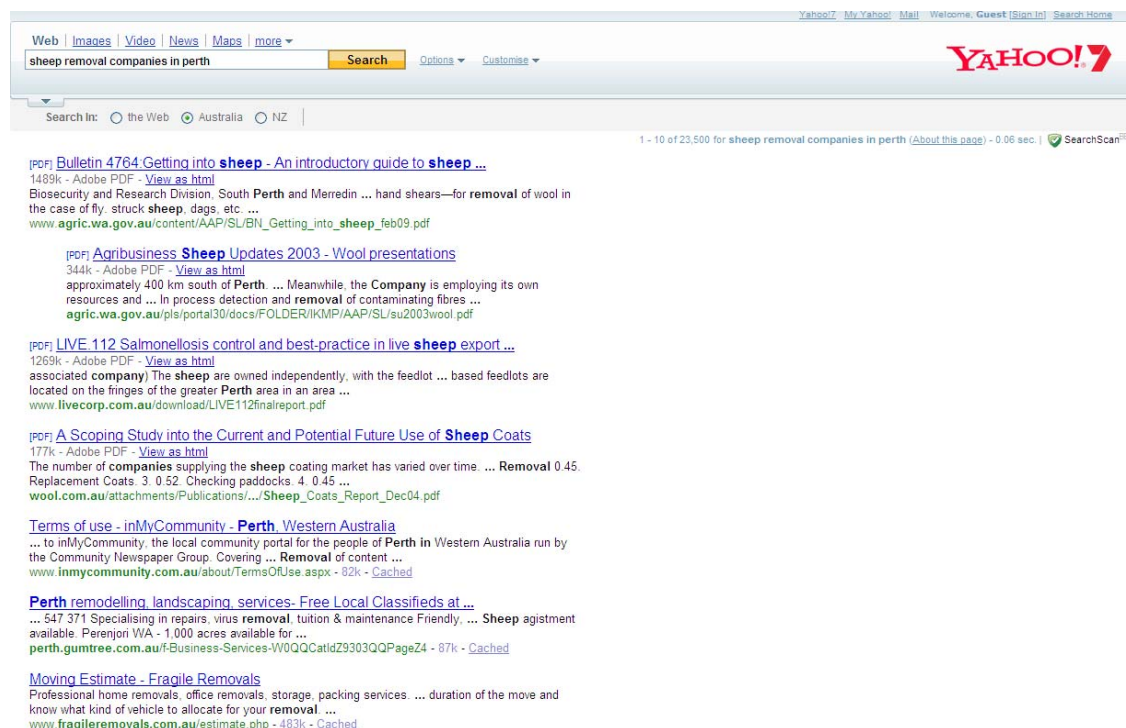 Yahoo!7 My Yahoo! Mail Welcome, Guest [Sign In] Search Home
Web | Images | Video | News | Maps | more
sheep removal companies in perth Search Options Customise
YAHOO!7
Search In: the Web Australia NZ
1 - 10 of 23,500 for sheep removal companies in perth (About this page) - 0.06 sec. | SearchScan
[PDF] Bulletin 4764:Getting into sheep - An introductory guide to sheep ...
1489k - Adobe PDF - View as html
Biosecurity and Research Division, South Perth and Merredin ... hand shears—for removal of wool in
the case of fly. struck sheep, dags, etc. ...
www.agric.wa.gov.au/content/AAP/SL/BN_Getting_into_sheep_feb09.pdf
[PDF] Agribusiness Sheep Updates 2003 - Wool presentations
344k - Adobe PDF - View as html
approximately 400 km south of Perth. ... Meanwhile, the Company is employing its own
resources and ... In process detection and removal of contaminating fibres ...
agric.wa.gov.au/pls/portal30/docs/FOLDER/IKMP/AAP/SL/su2003wool.pdf
[PDF] LIVE.112 Salmonellosis control and best-practice in live sheep export ...
1269k - Adobe PDF - View as html
associated company) The sheep are owned independently, with the feedlot ... based feedlots are
located on the fringes of the greater Perth area in an area ...
www.livecorp.com.au/download/LIVE112finalreport.pdf
[PDF] A Scoping Study into the Current and Potential Future Use of Sheep Coats
177k - Adobe PDF - View as html
The number of companies supplying the sheep coating market has varied over time. ... Removal 0.45.
Replacement Coats. 3. 0.52. Checking paddocks. 4. 0.45 ...
wool.com.au/attachments/Publications/.../Sheep_Coats_Report_Dec04.pdf
Terms of use - inMyCommunity - Perth, Western Australia
... to inMyCommunity, the local community portal for the people of Perth in Western Australia run by
the Community Newspaper Group. Covering ... Removal of content ...
www.inmycommunity.com.au/about/TermsOfUse.aspx - 82k - Cached
Perth remodelling, landscaping, services- Free Local Classifieds at ...
... 547 371 Specialising in repairs, virus removal, tuition & maintenance Friendly, ... Sheep agistment
available. Perenjori WA - 1,000 acres available for ...
perth.gumtree.com.au/f-Business-Services-W0QQCatIdZ9303QQPageZ4 - 87k - Cached
Moving Estimate - Fragile Removals
Professional home removals, office removals, storage, packing services. ... duration of the move and
know what kind of vehicle to allocate for your removal. ...
www.fragileremovals.com.au/estimate.php - 483k - Cached